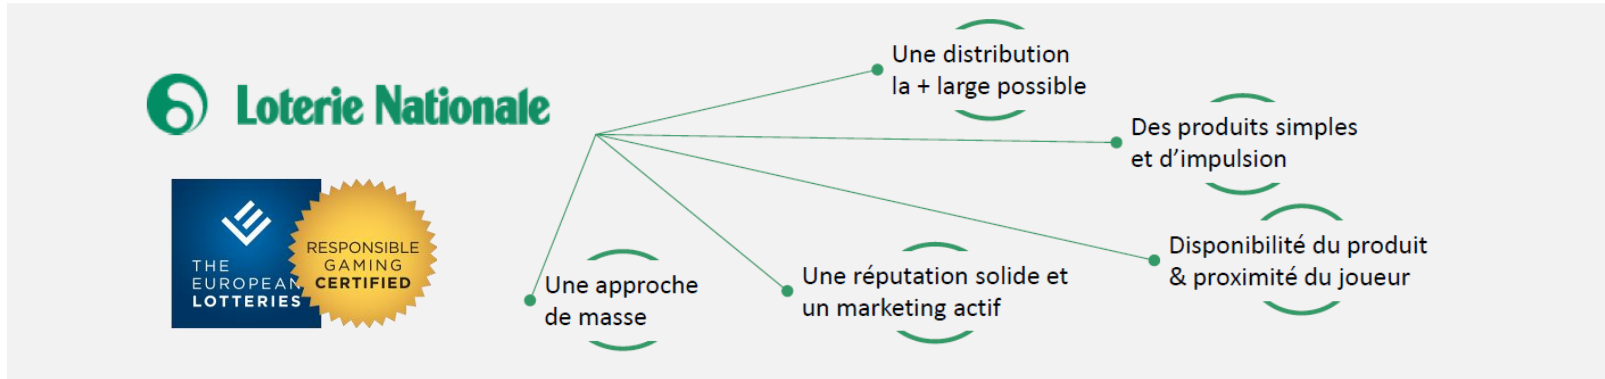 Loterie Nationale
THE
EUROPEAN
LOTTERIES
RESPONSIBLE
GAMING
CERTIFIED
Une distribution
la + large possible
Des produits simples
et d’impulsion
Disponibilité du produit
& proximité du joueur
Une réputation solide et
un marketing actif
Une approche
de masse